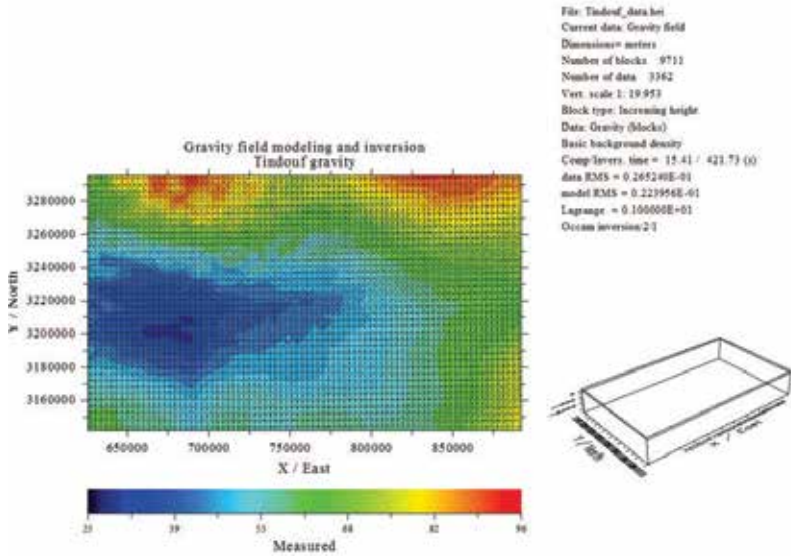 File: Tindouf_data.hei
Current data: Gravity field
Dimensions= meters
Number of blocks 9711
Number of data 3362
Vert. scale 1: 19.953
Block type: Increasing height
Data: Gravity (blocks)
Basic background density
Comp/Invers. time = 15.41 / 421.73 (s)
data RMS = 0.265240E-01
model RMS = 0.223956E-01
Lagrange = 0.100000E+01
Occam inversion/2-1
Gravity field modeling and inversion
Tindouf gravity
3280000
3260000
3240000
3220000
3200000
3180000
3160000
Y / North
650000 700000 750000 800000 850000
X / East
25 39 53 68 82 96
Measured
X / East